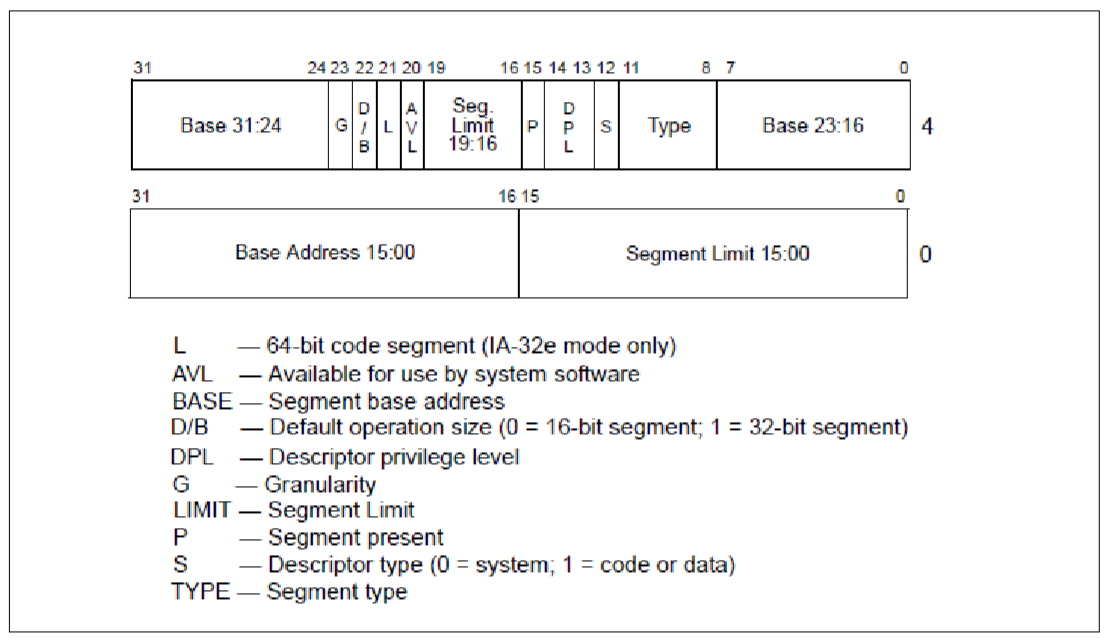 31 24 23 22 21 20 19 16 15 14 13 12 11 8 7 0
Base 31:24 G D/B L AVL Seg. Limit 19:16 P DPL S Type Base 23:16 4
31 16 15 0
Base Address 15:00 Segment Limit 15:00 0
L — 64-bit code segment (IA-32e mode only)
AVL — Available for use by system software
BASE — Segment base address
D/B — Default operation size (0 = 16-bit segment; 1 = 32-bit segment)
DPL — Descriptor privilege level
G — Granularity
LIMIT — Segment Limit
P — Segment present
S — Descriptor type (0 = system; 1 = code or data)
TYPE — Segment type